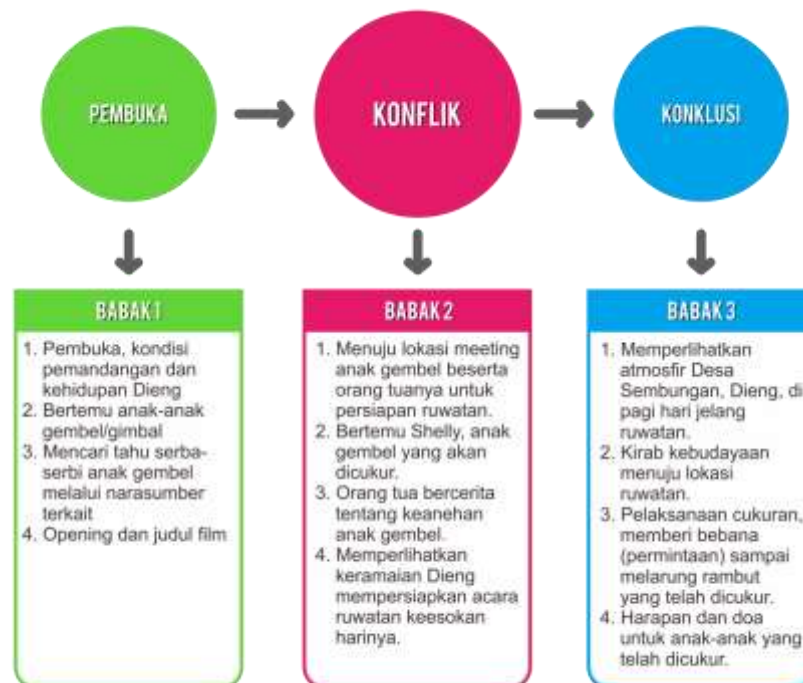 PEMBUKA
KONFLIK
KONKLUSI
BABAK 1
1. Pembuka, kondisi
pemandangan dan
kehidupan Dieng
2. Bertemu anak-anak
gembel/gimbal
3. Mencari tahu serba-
serbi anak gembel
melalui narasumber
terkait
4. Opening dan judul film
BABAK 2
1. Menuju lokasi meeting
anak gembel beserta
orang tuanya untuk
persiapan ruwatan.
2. Bertemu Shelly, anak
gembel yang akan
dicukur.
3. Orang tua bercerita
tentang keanehan
anak gembel.
4. Memperlihatkan
keramaian Dieng
mempersiapkan acara
ruwatan keesokan
harinya.
BABAK 3
1. Memperlihatkan
atmosfir Desa
Sembungan, Dieng, di
pagi hari jelang
ruwatan.
2. Kirab kebudayaan
menuju lokasi
ruwatan.
3. Pelaksanaan cukuran,
memberi bebana
(permintaan) sampai
melarung rambut
yang telah dicukur.
4. Harapan dan doa
untuk anak-anak yang
telah dicukur.